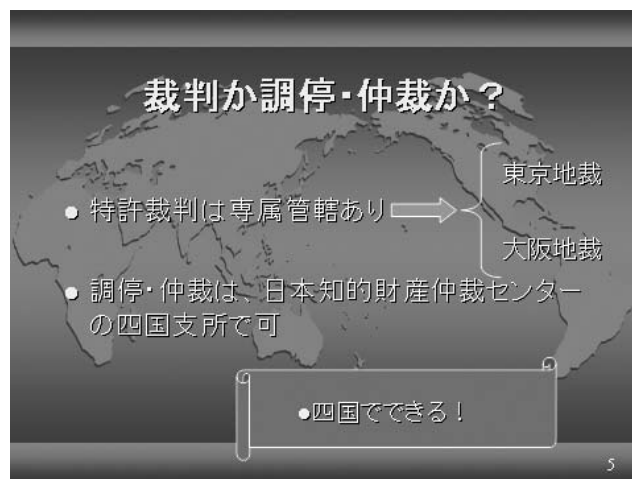 裁判か調停・仲裁か？
東京地裁
● 特許裁判は専属管轄あり
大阪地裁
● 調停・仲裁は、日本知的財産仲裁センター
の四国支所で可
●四国でできる！
5